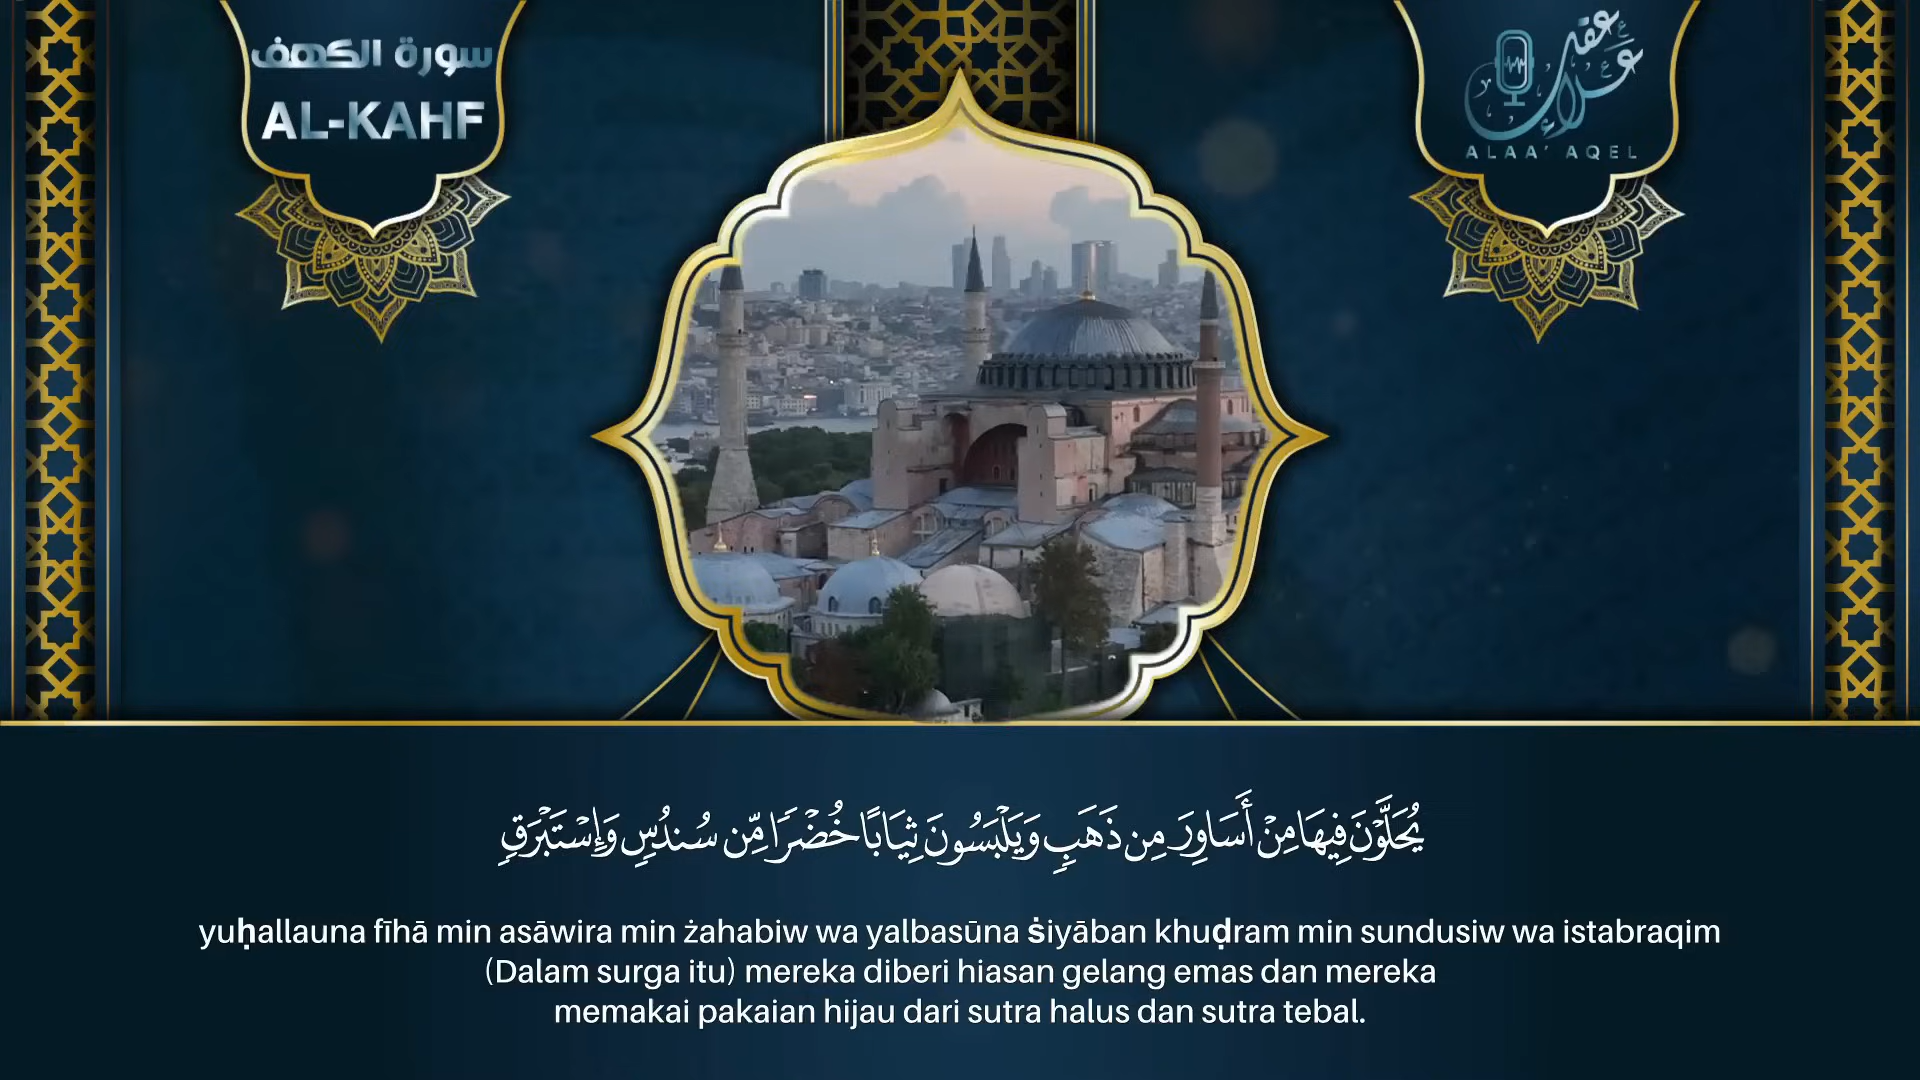 سورة الكهف
AL-KAHF
علاء عقل
ALAA' AQEL
يُحَلَّوْنَ فِيهَا مِنْ أَسَاوِرَ مِن ذَهَبٍ وَيَلْبَسُونَ ثِيَابًا خُضْرًا مِّن سُندُسٍ وَإِسْتَبْرَقٍ
yuḥallauna fīhā min asāwira min żahabiw wa yalbasūna ṡiyāban khuḍram min sundusiw wa istabraqim
(Dalam surga itu) mereka diberi hiasan gelang emas dan mereka
memakai pakaian hijau dari sutra halus dan sutra tebal.